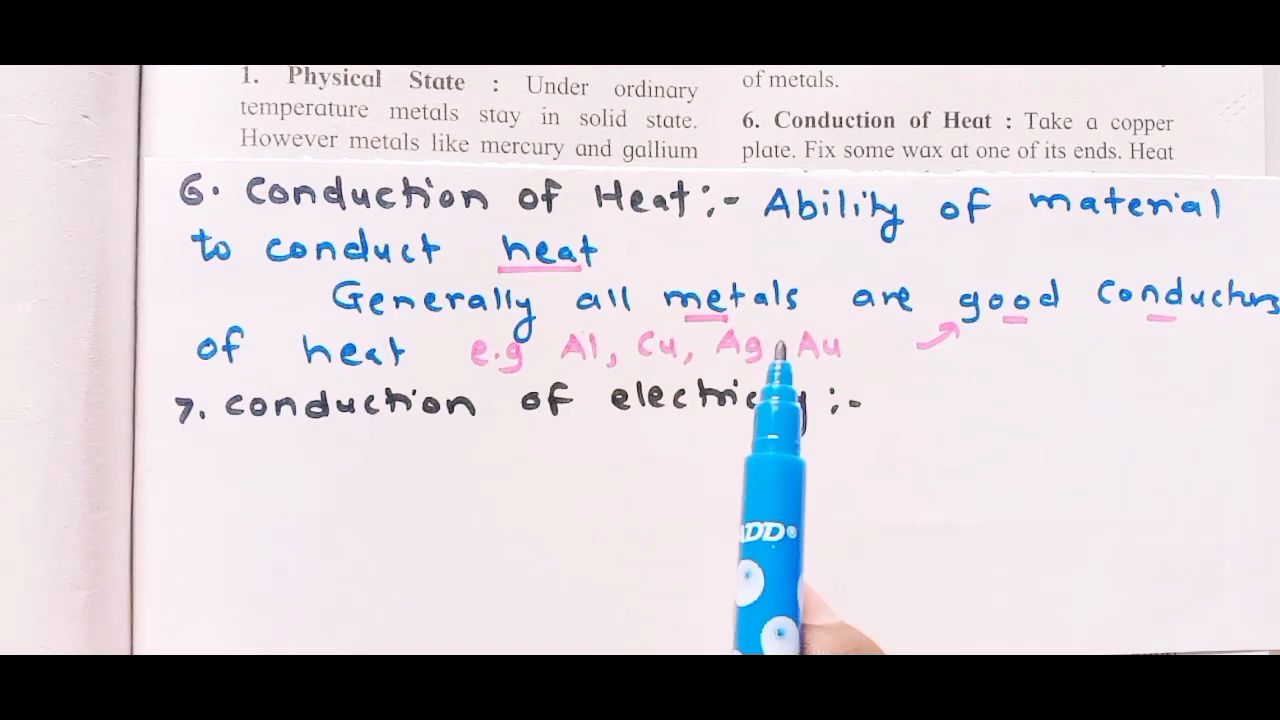 1. Physical State : Under ordinary
temperature metals stay in solid state.
However metals like mercury and gallium
of metals.
6. Conduction of Heat : Take a copper
plate. Fix some wax at one of its ends. Heat
6. Conduction of Heat :- Ability of material
to conduct heat
Generally all metals are good conductors
of heat e.g Al, Cu, Ag, Au
7. conduction of electricity :-
ADD®